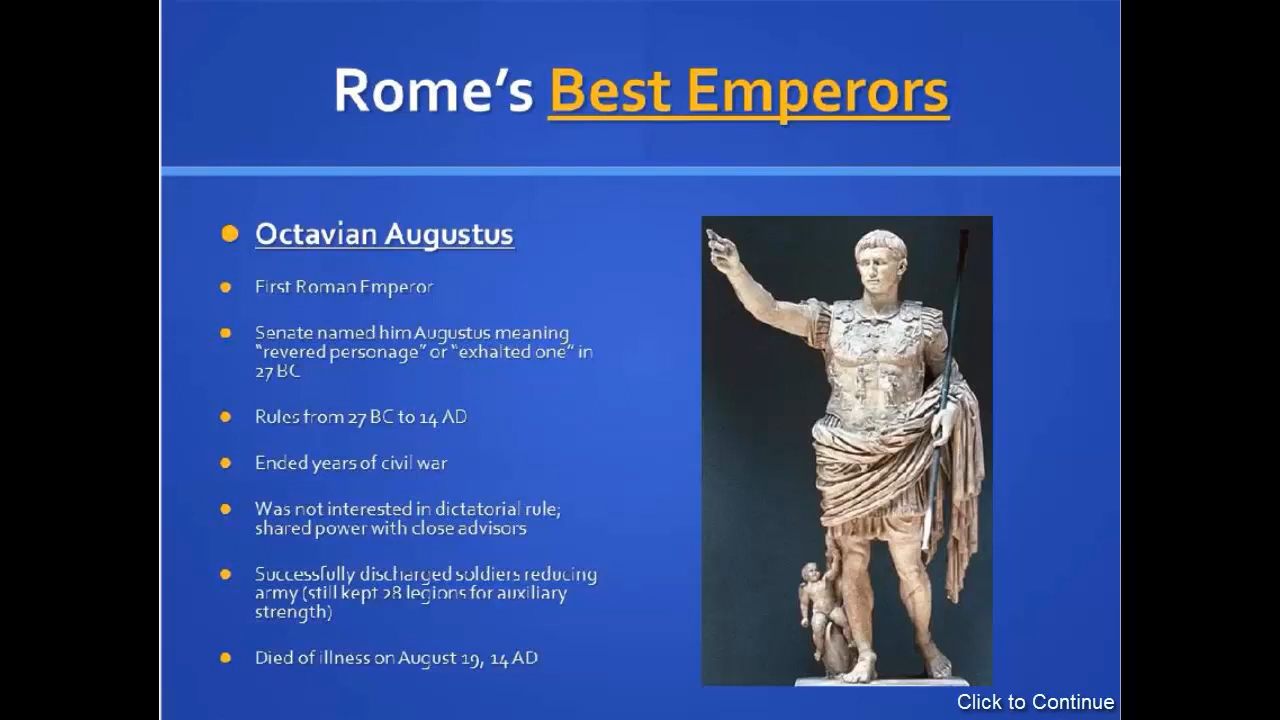 Rome's Best Emperors
Octavian Augustus
First Roman Emperor
Senate named him Augustus meaning
"revered personage" or "exhalted one" in
27 BC
Rules from 27 BC to 14 AD
Ended years of civil war
Was not interested in dictatorial rule;
shared power with close advisors
Successfully discharged soldiers reducing
army (still kept 28 legions for auxiliary
strength)
Died of illness on August 19, 14 AD
Click to Continue